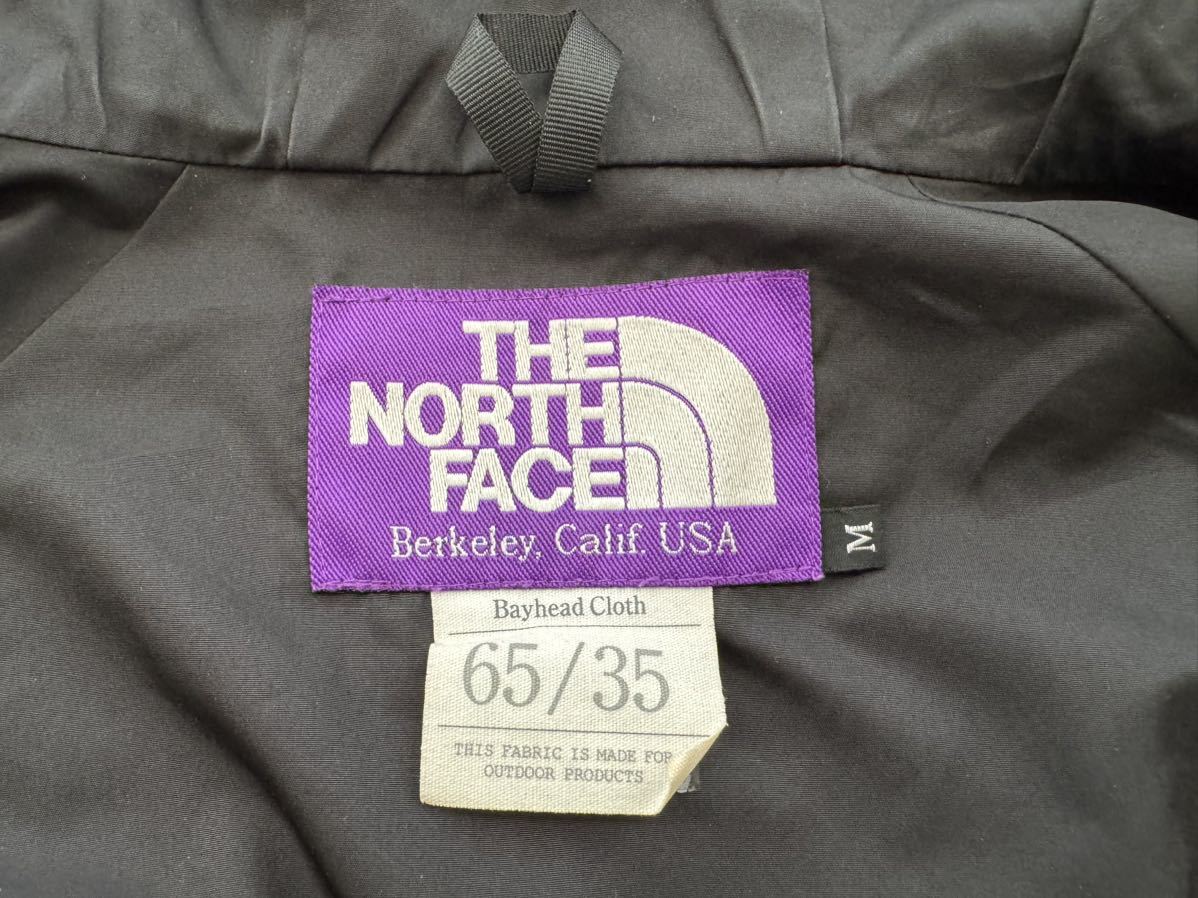 THE
NORTH
FACE
Berkeley, Calif. USA
M
Bayhead Cloth
65/35
THIS FABRIC IS MADE FOR
OUTDOOR PRODUCTS